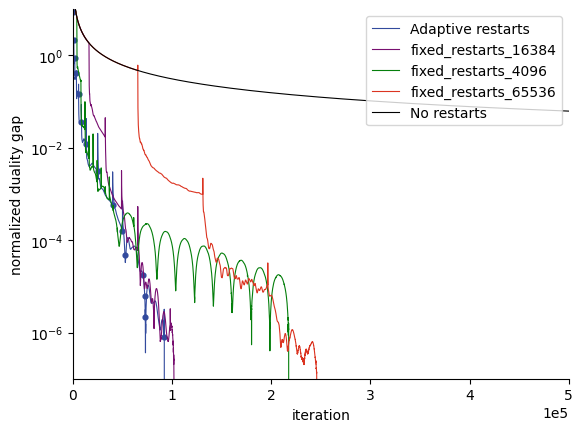 Adaptive restarts
fixed_restarts_16384
fixed_restarts_4096
fixed_restarts_65536
No restarts
normalized duality gap
10^0
10^-2
10^-4
10^-6
0 1 2 3 4 5
1e5
iteration